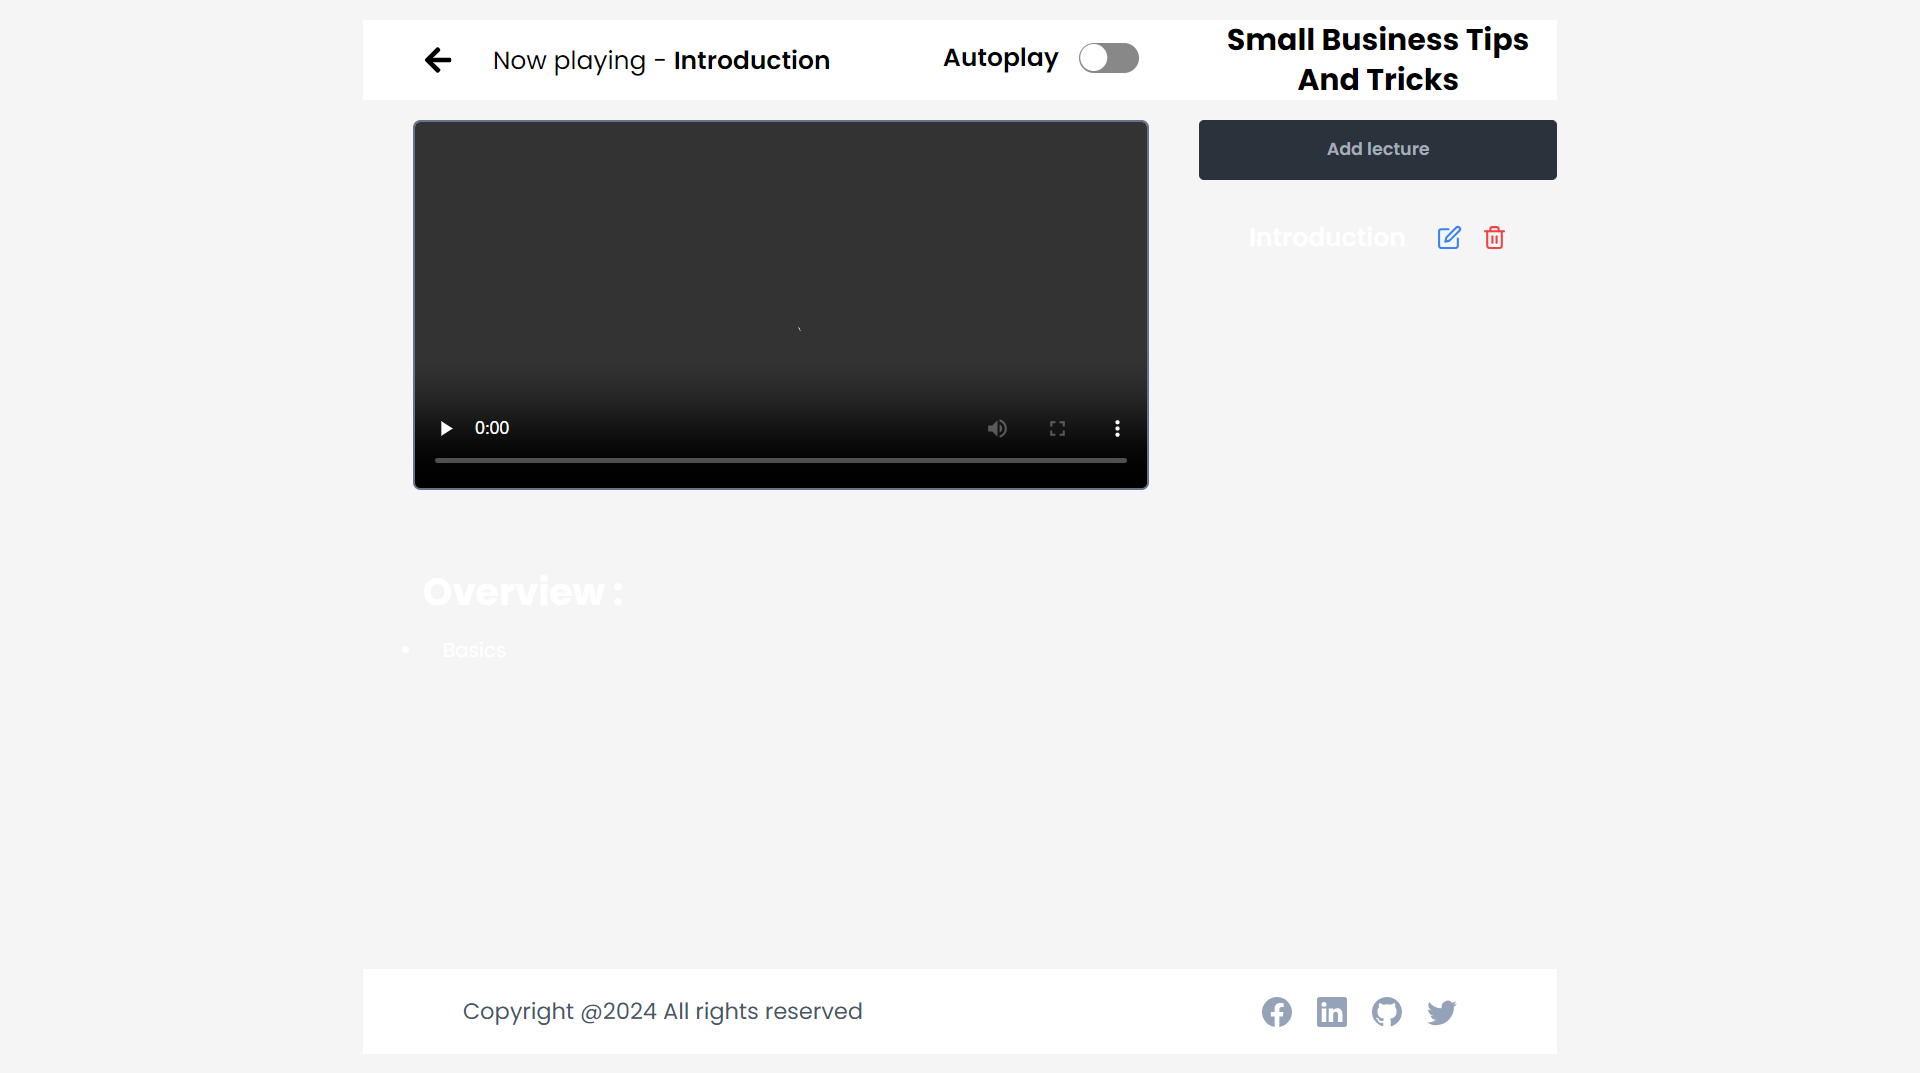 Now playing - Introduction
Autoplay
Small Business Tips
And Tricks
Add lecture
Introduction
0:00
Overview :
Basics
Copyright @2024 All rights reserved